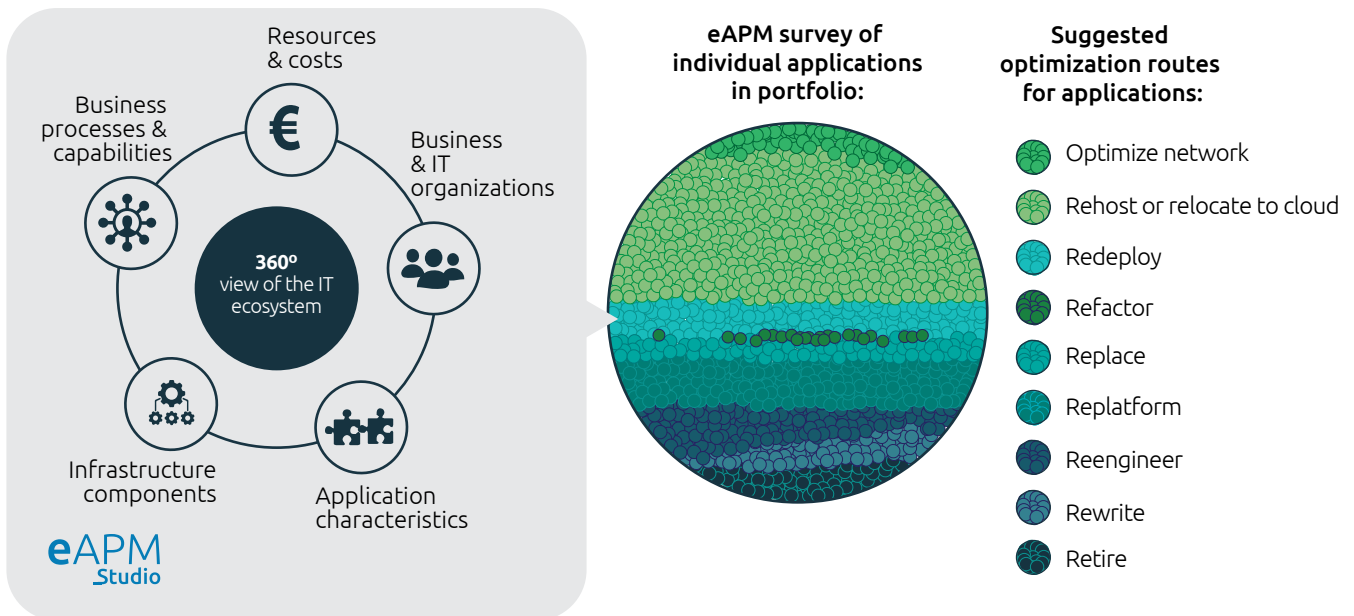 Resources
& costs
Business
processes &
capabilities
€
Business
& IT
organizations
360º
view of the IT
ecosystem
Infrastructure
components
Application
characteristics
eAPM
Studio
eAPM survey of
individual applications
in portfolio:
Suggested
optimization routes
for applications:
Optimize network
Rehost or relocate to cloud
Redeploy
Refactor
Replace
Replatform
Reengineer
Rewrite
Retire